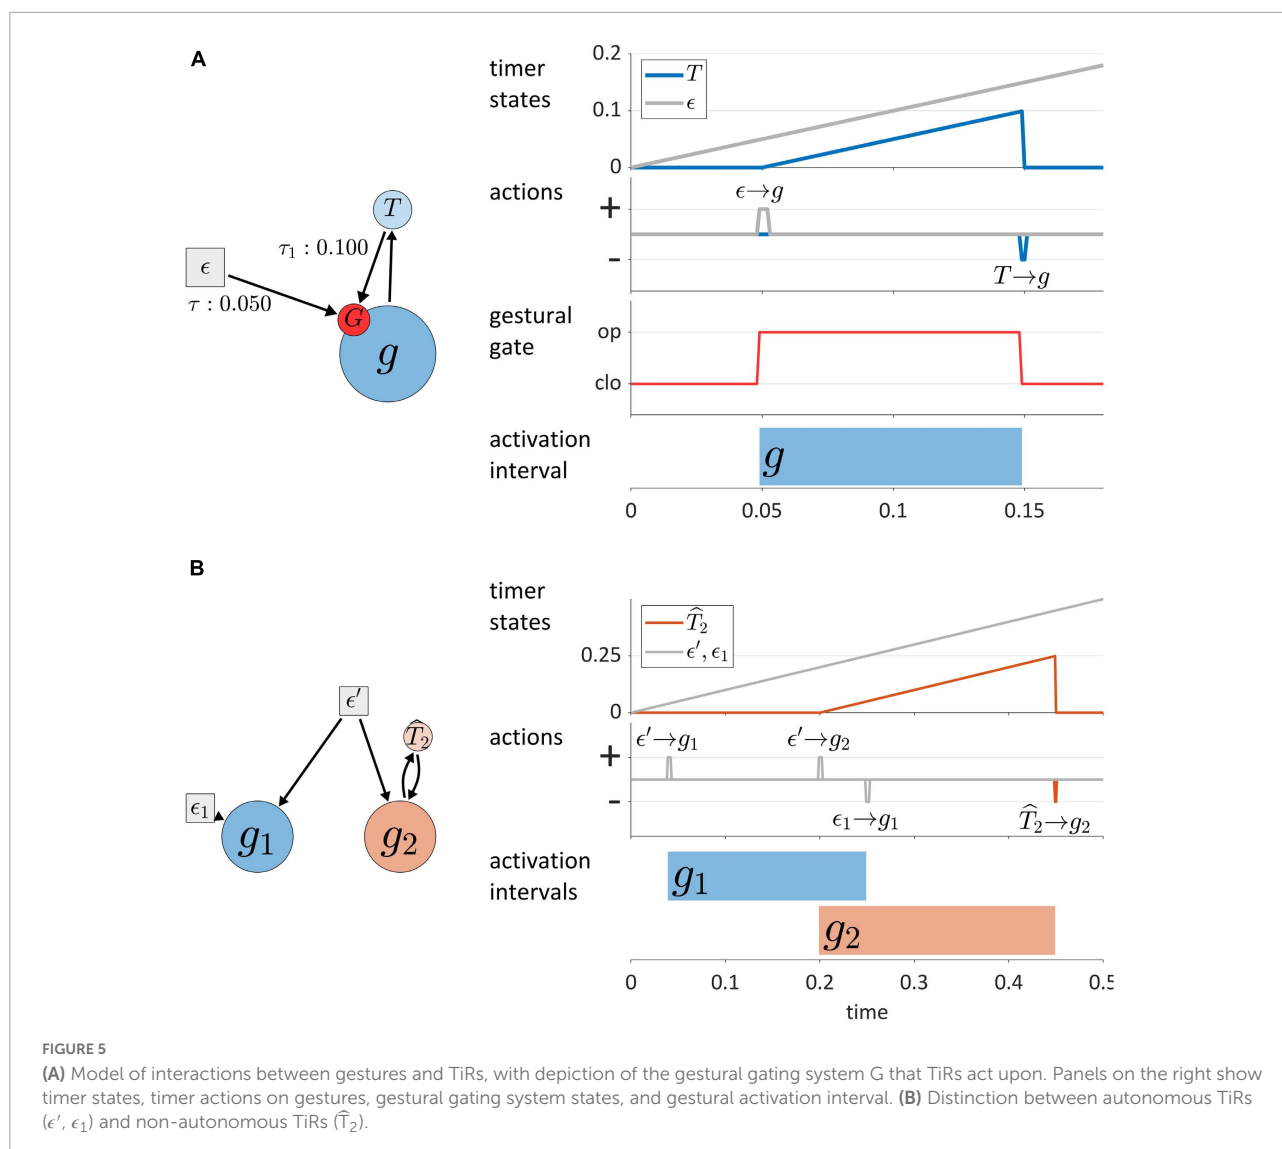 A
timer
states
0.2
0.1
0
T
ϵ
actions
+
-
ϵ→g
T→g
T
τ₁ : 0.100
ϵ
τ : 0.050
G
g
gestural
gate
op
clo
activation
interval
g
0 0.05 0.1 0.15
B
timer
states
0.25
0
T̂₂
ϵ′, ϵ₁
ϵ′
T̂₂
ϵ₁
g₁
g₂
actions
+
-
ϵ′→g₁
ϵ′→g₂
ϵ₁→g₁
T̂₂→g₂
activation
intervals
g₁
g₂
0 0.1 0.2 0.3 0.4 0.5
time
FIGURE 5
(A) Model of interactions between gestures and TiRs, with depiction of the gestural gating system G that TiRs act upon. Panels on the right show
timer states, timer actions on gestures, gestural gating system states, and gestural activation interval. (B) Distinction between autonomous TiRs
(ϵ′, ϵ₁) and non-autonomous TiRs (T̂₂).